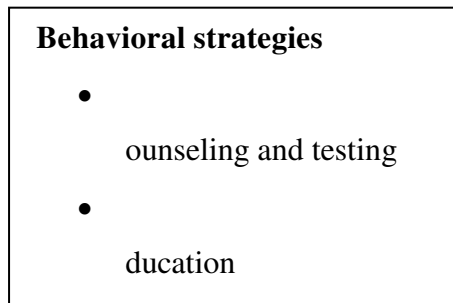 Behavioral strategies
•
ounseling and testing
•
ducation